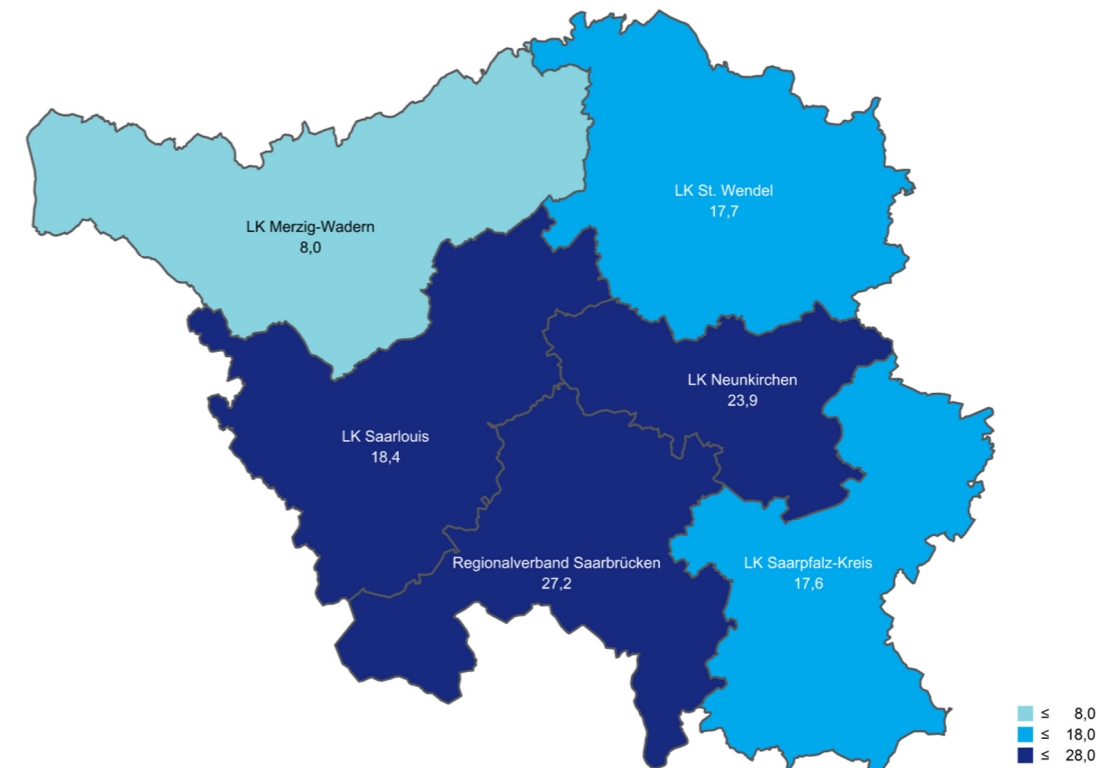 LK St. Wendel
17,7
LK Merzig-Wadern
8,0
LK Neunkirchen
23,9
LK Saarlouis
18,4
Regionalverband Saarbrücken
27,2
LK Saarpfalz-Kreis
17,6
≤ 8,0
≤ 18,0
≤ 28,0